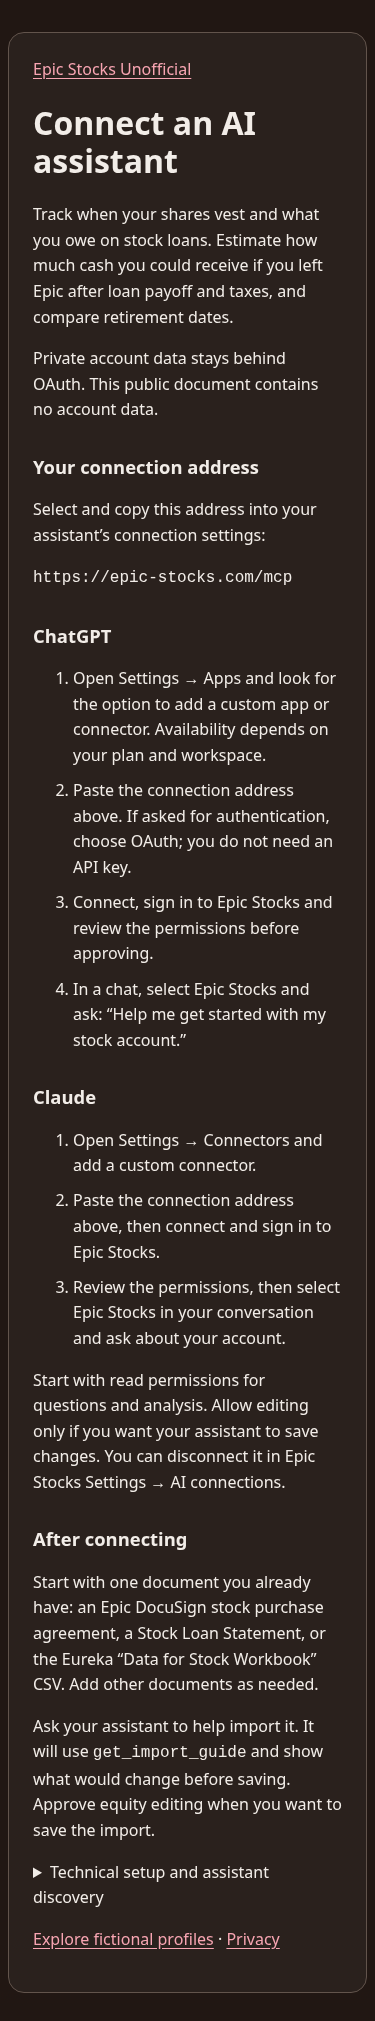 Epic Stocks Unofficial
Connect an AI
assistant
Track when your shares vest and what
you owe on stock loans. Estimate how
much cash you could receive if you left
Epic after loan payoff and taxes, and
compare retirement dates.
Private account data stays behind
OAuth. This public document contains
no account data.
Your connection address
Select and copy this address into your
assistant’s connection settings:
https://epic-stocks.com/mcp
ChatGPT
1. Open Settings → Apps and look for
the option to add a custom app or
connector. Availability depends on
your plan and workspace.
2. Paste the connection address
above. If asked for authentication,
choose OAuth; you do not need an
API key.
3. Connect, sign in to Epic Stocks and
review the permissions before
approving.
4. In a chat, select Epic Stocks and
ask: “Help me get started with my
stock account.”
Claude
1. Open Settings → Connectors and
add a custom connector.
2. Paste the connection address
above, then connect and sign in to
Epic Stocks.
3. Review the permissions, then select
Epic Stocks in your conversation
and ask about your account.
Start with read permissions for
questions and analysis. Allow editing
only if you want your assistant to save
changes. You can disconnect it in Epic
Stocks Settings → AI connections.
After connecting
Start with one document you already
have: an Epic DocuSign stock purchase
agreement, a Stock Loan Statement, or
the Eureka “Data for Stock Workbook”
CSV. Add other documents as needed.
Ask your assistant to help import it. It
will use get_import_guide and show
what would change before saving.
Approve equity editing when you want to
save the import.
▶ Technical setup and assistant
discovery
Explore fictional profiles · Privacy